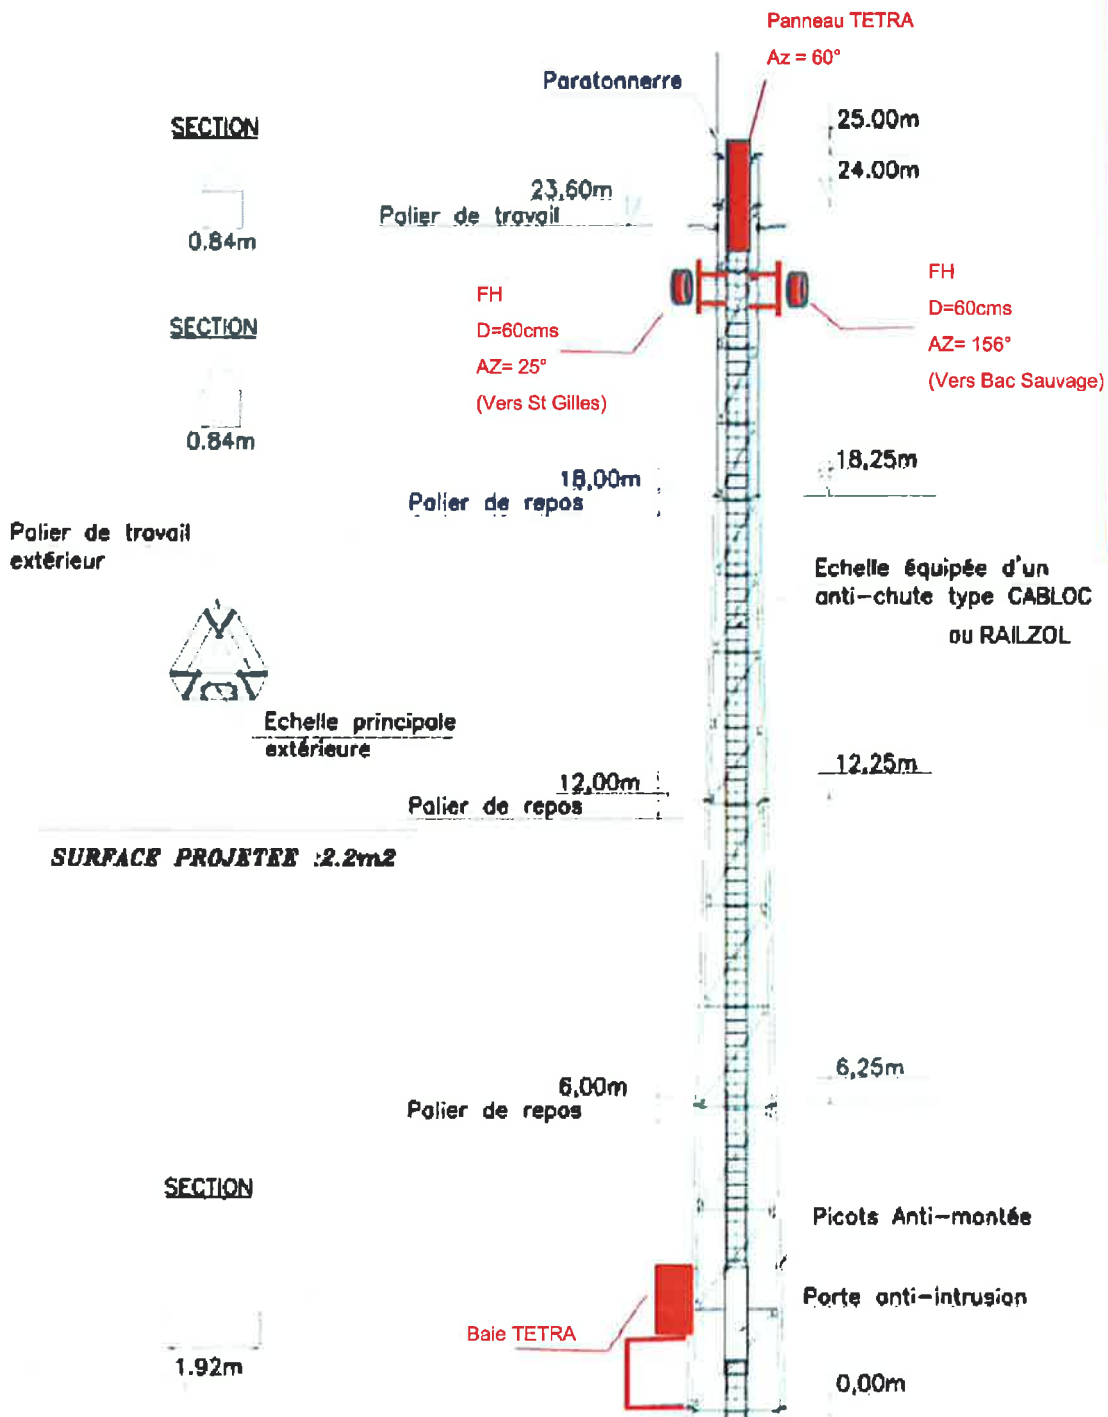 Panneau TETRA
Az = 60°
Paratonnerre
SECTION
25.00m
24.00m
23,60m
Palier de travail
0.84m
FH
D=60cms
AZ= 25°
(Vers St Gilles)
FH
D=60cms
AZ= 156°
(Vers Bac Sauvage)
SECTION
0.84m
18,00m
Palier de repos
18,25m
Palier de travail
extérieur
Echelle équipée d'un
anti-chute type CABLOC
ou RAILZOL
Echelle principale
extérieure
12,00m
Palier de repos
12,25m
SURFACE PROJETEE :2.2m2
6,00m
Palier de repos
6,25m
SECTION
Picots Anti-montée
Porte anti-intrusion
Baie TETRA
1.92m
0,00m